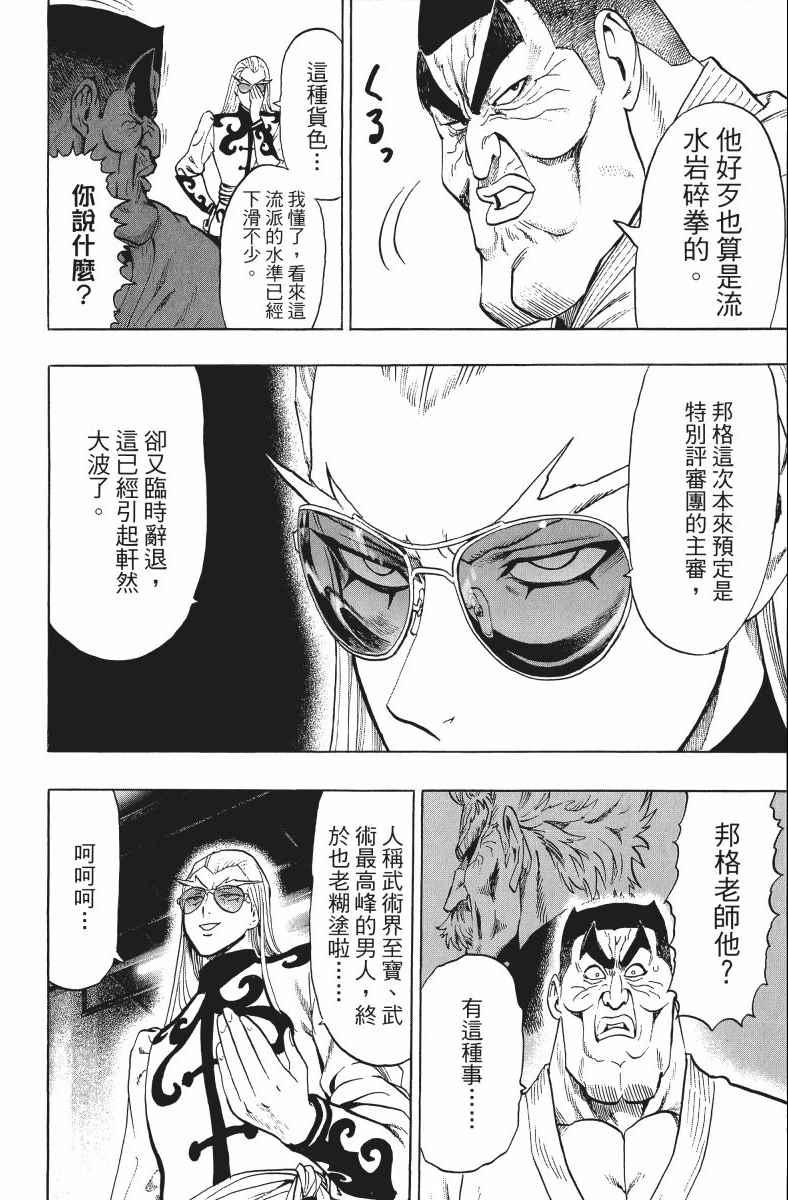 他好歹也算是流
水岩碎拳的。
くるっ
這種貨色…
我懂了，看來這
流派的水準已經
下滑不少。
你說什麼？
邦格這次本來預定是
特別評審團的主審，
卻又臨時辭退，
這已經引起軒然
大波了。
邦格老師他？
有這種事……
人稱武術界至寶、武
術最高峰的男人，終
於也老糊塗啦……
呵呵呵…